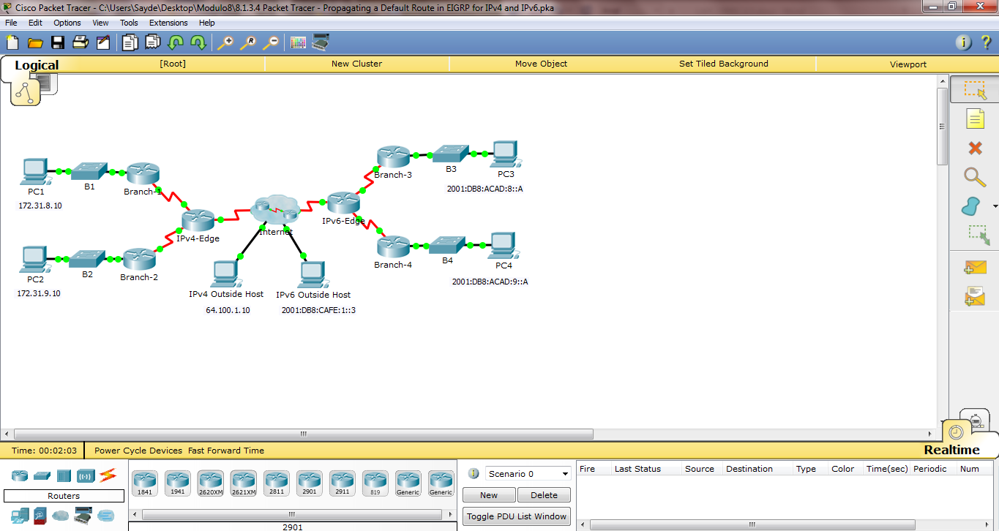 Cisco Packet Tracer - C:\Users\Sayde\Desktop\Modulo8\8.1.3.4 Packet Tracer - Propagating a Default Route in EIGRP for IPv4 and IPv6.pka
File Edit Options View Tools Extensions Help
Logical [Root] New Cluster Move Object Set Tiled Background Viewport
PC1
172.31.8.10
B1
Branch-1
PC2
172.31.9.10
B2
Branch-2
IPv4-Edge
Internet
IPv4 Outside Host
64.100.1.10
IPv6 Outside Host
2001:DB8:CAFE:1::3
IPv6-Edge
Branch-3
B3
PC3
2001:DB8:ACAD:8::A
Branch-4
B4
PC4
2001:DB8:ACAD:9::A
Time: 00:02:03 Power Cycle Devices Fast Forward Time
Realtime
Routers
1841 1941 2620XM 2621XM 2811 2901 2911 819 Generic Generic
2901
Scenario 0
New Delete
Toggle PDU List Window
Fire Last Status Source Destination Type Color Time(sec) Periodic Num